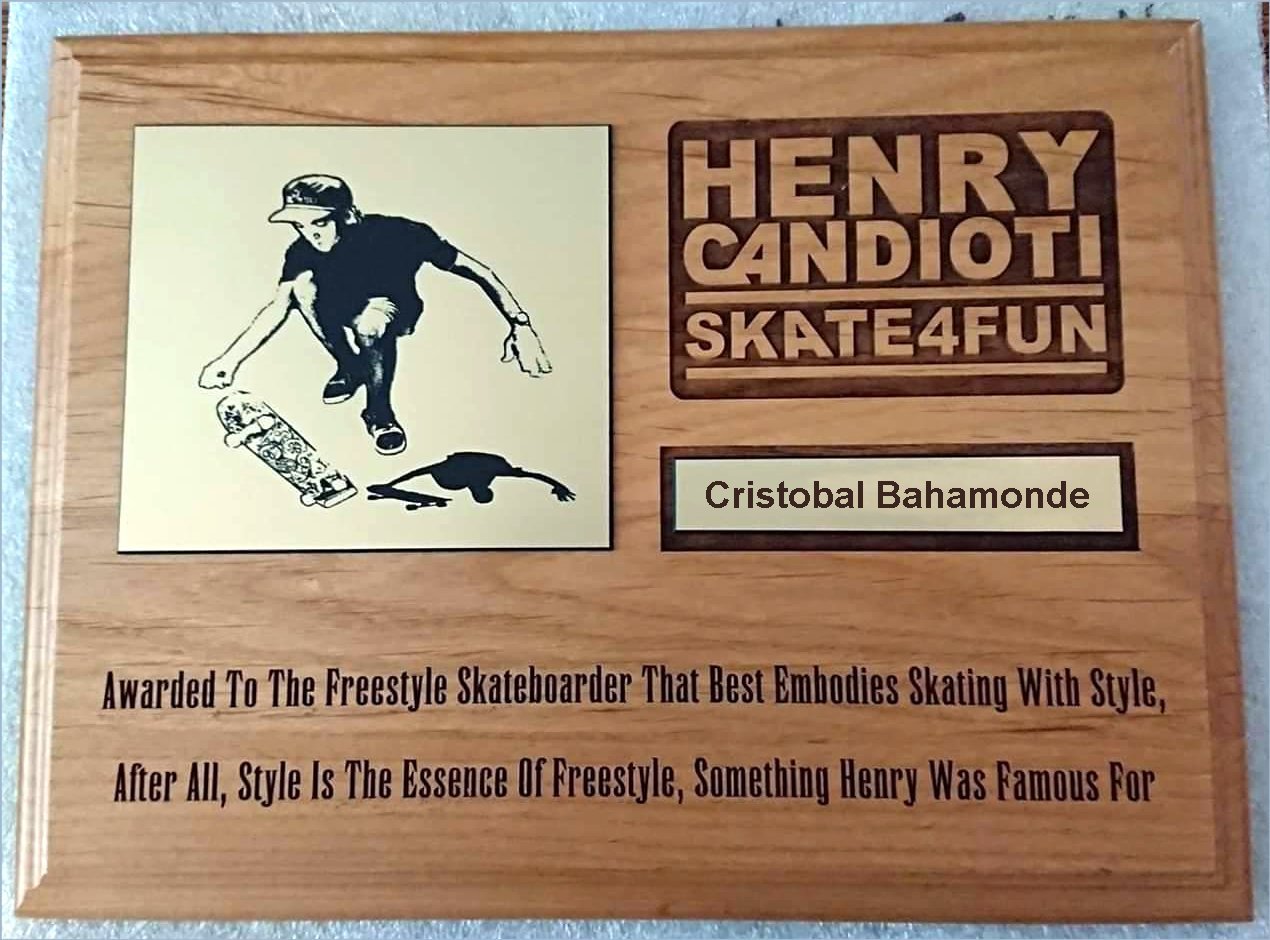 HENRY
CANDIOTI
SKATE4FUN
Cristobal Bahamonde
Awarded To The Freestyle Skateboarder That Best Embodies Skating With Style,
After All, Style Is The Essence Of Freestyle, Something Henry Was Famous For